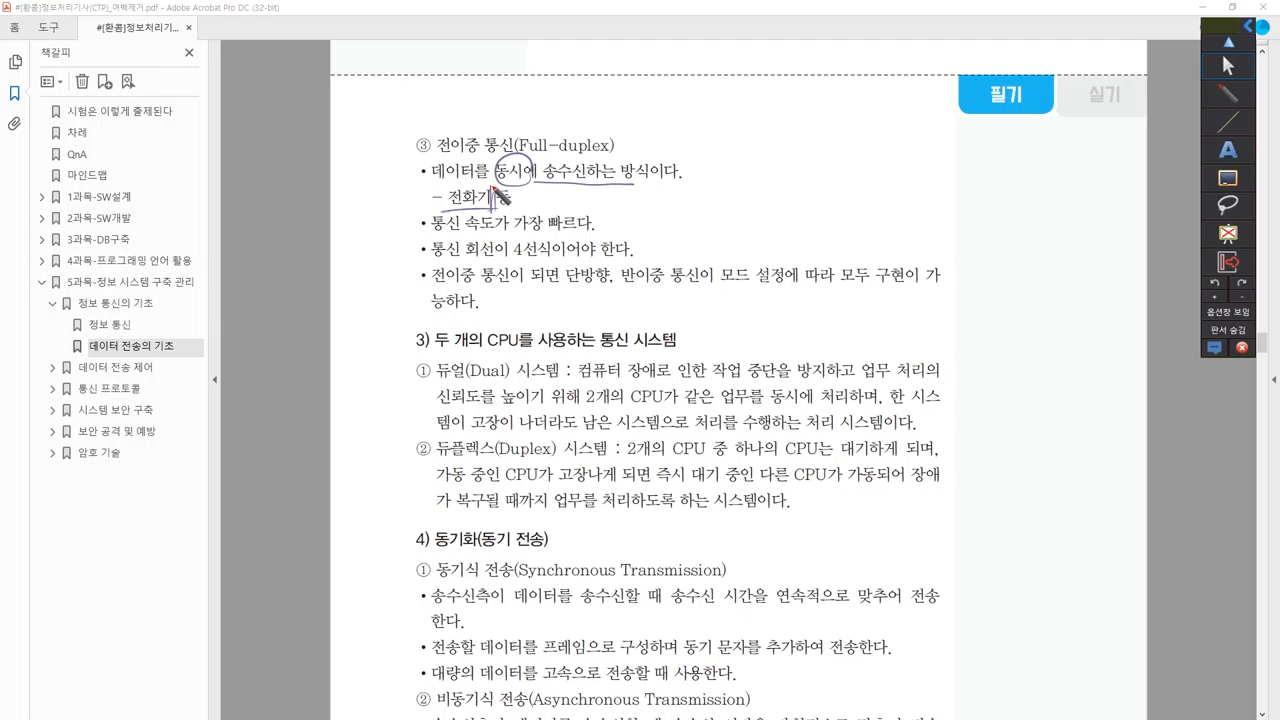 #[환콤]정보처리기사(CTP)_여백제거.pdf - Adobe Acrobat Pro DC (32-bit)
홈
도구
#[환콤]정보처리기...
책갈피
시험은 이렇게 출제된다
차례
QnA
마인드맵
1과목-SW설계
2과목-SW개발
3과목-DB구축
4과목-프로그래밍 언어 활용
5과목-정보 시스템 구축 관리
정보 통신의 기초
정보 통신
데이터 전송의 기초
데이터 전송 제어
통신 프로토콜
시스템 보안 구축
보안 공격 및 예방
암호 기술
필기
실기
③ 전이중 통신(Full-duplex)
• 데이터를 동시에 송수신하는 방식이다.
- 전화기 등
• 통신 속도가 가장 빠르다.
• 통신 회선이 4선식이어야 한다.
• 전이중 통신이 되면 단방향, 반이중 통신이 모드 설정에 따라 모두 구현이 가
능하다.
3) 두 개의 CPU를 사용하는 통신 시스템
① 듀얼(Dual) 시스템 : 컴퓨터 장애로 인한 작업 중단을 방지하고 업무 처리의
신뢰도를 높이기 위해 2개의 CPU가 같은 업무를 동시에 처리하며, 한 시스
템이 고장이 나더라도 남은 시스템으로 처리를 수행하는 처리 시스템이다.
② 듀플렉스(Duplex) 시스템 : 2개의 CPU 중 하나의 CPU는 대기하게 되며,
가동 중인 CPU가 고장나게 되면 즉시 대기 중인 다른 CPU가 가동되어 장애
가 복구될 때까지 업무를 처리하도록 하는 시스템이다.
4) 동기화(동기 전송)
① 동기식 전송(Synchronous Transmission)
• 송수신측이 데이터를 송수신할 때 송수신 시간을 연속적으로 맞추어 전송
한다.
• 전송할 데이터를 프레임으로 구성하며 동기 문자를 추가하여 전송한다.
• 대량의 데이터를 고속으로 전송할 때 사용한다.
② 비동기식 전송(Asynchronous Transmission)
A
옵션창 보임
판서 숨김